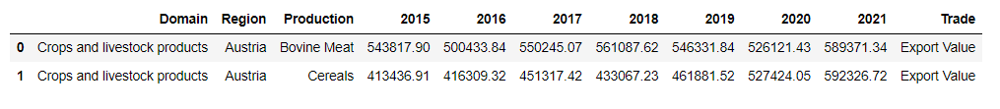 Domain Region Production 2015 2016 2017 2018 2019 2020 2021 Trade
0 Crops and livestock products Austria Bovine Meat 543817.90 500433.84 550245.07 561087.62 546331.84 526121.43 589371.34 Export Value
1 Crops and livestock products Austria Cereals 413436.91 416309.32 451317.42 433067.23 461881.52 527424.05 592326.72 Export Value